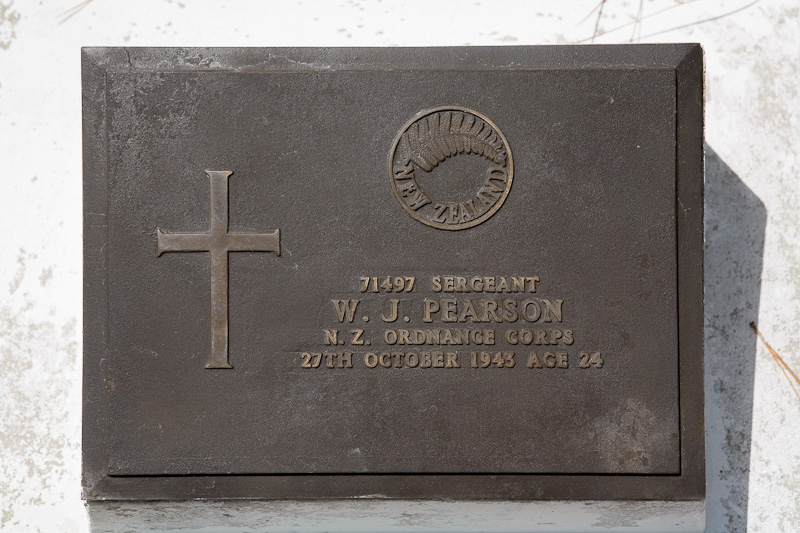 NEW ZEALAND
71497 SERGEANT
W. J. PEARSON
N. Z. ORDNANCE CORPS
27TH OCTOBER 1943 AGE 24